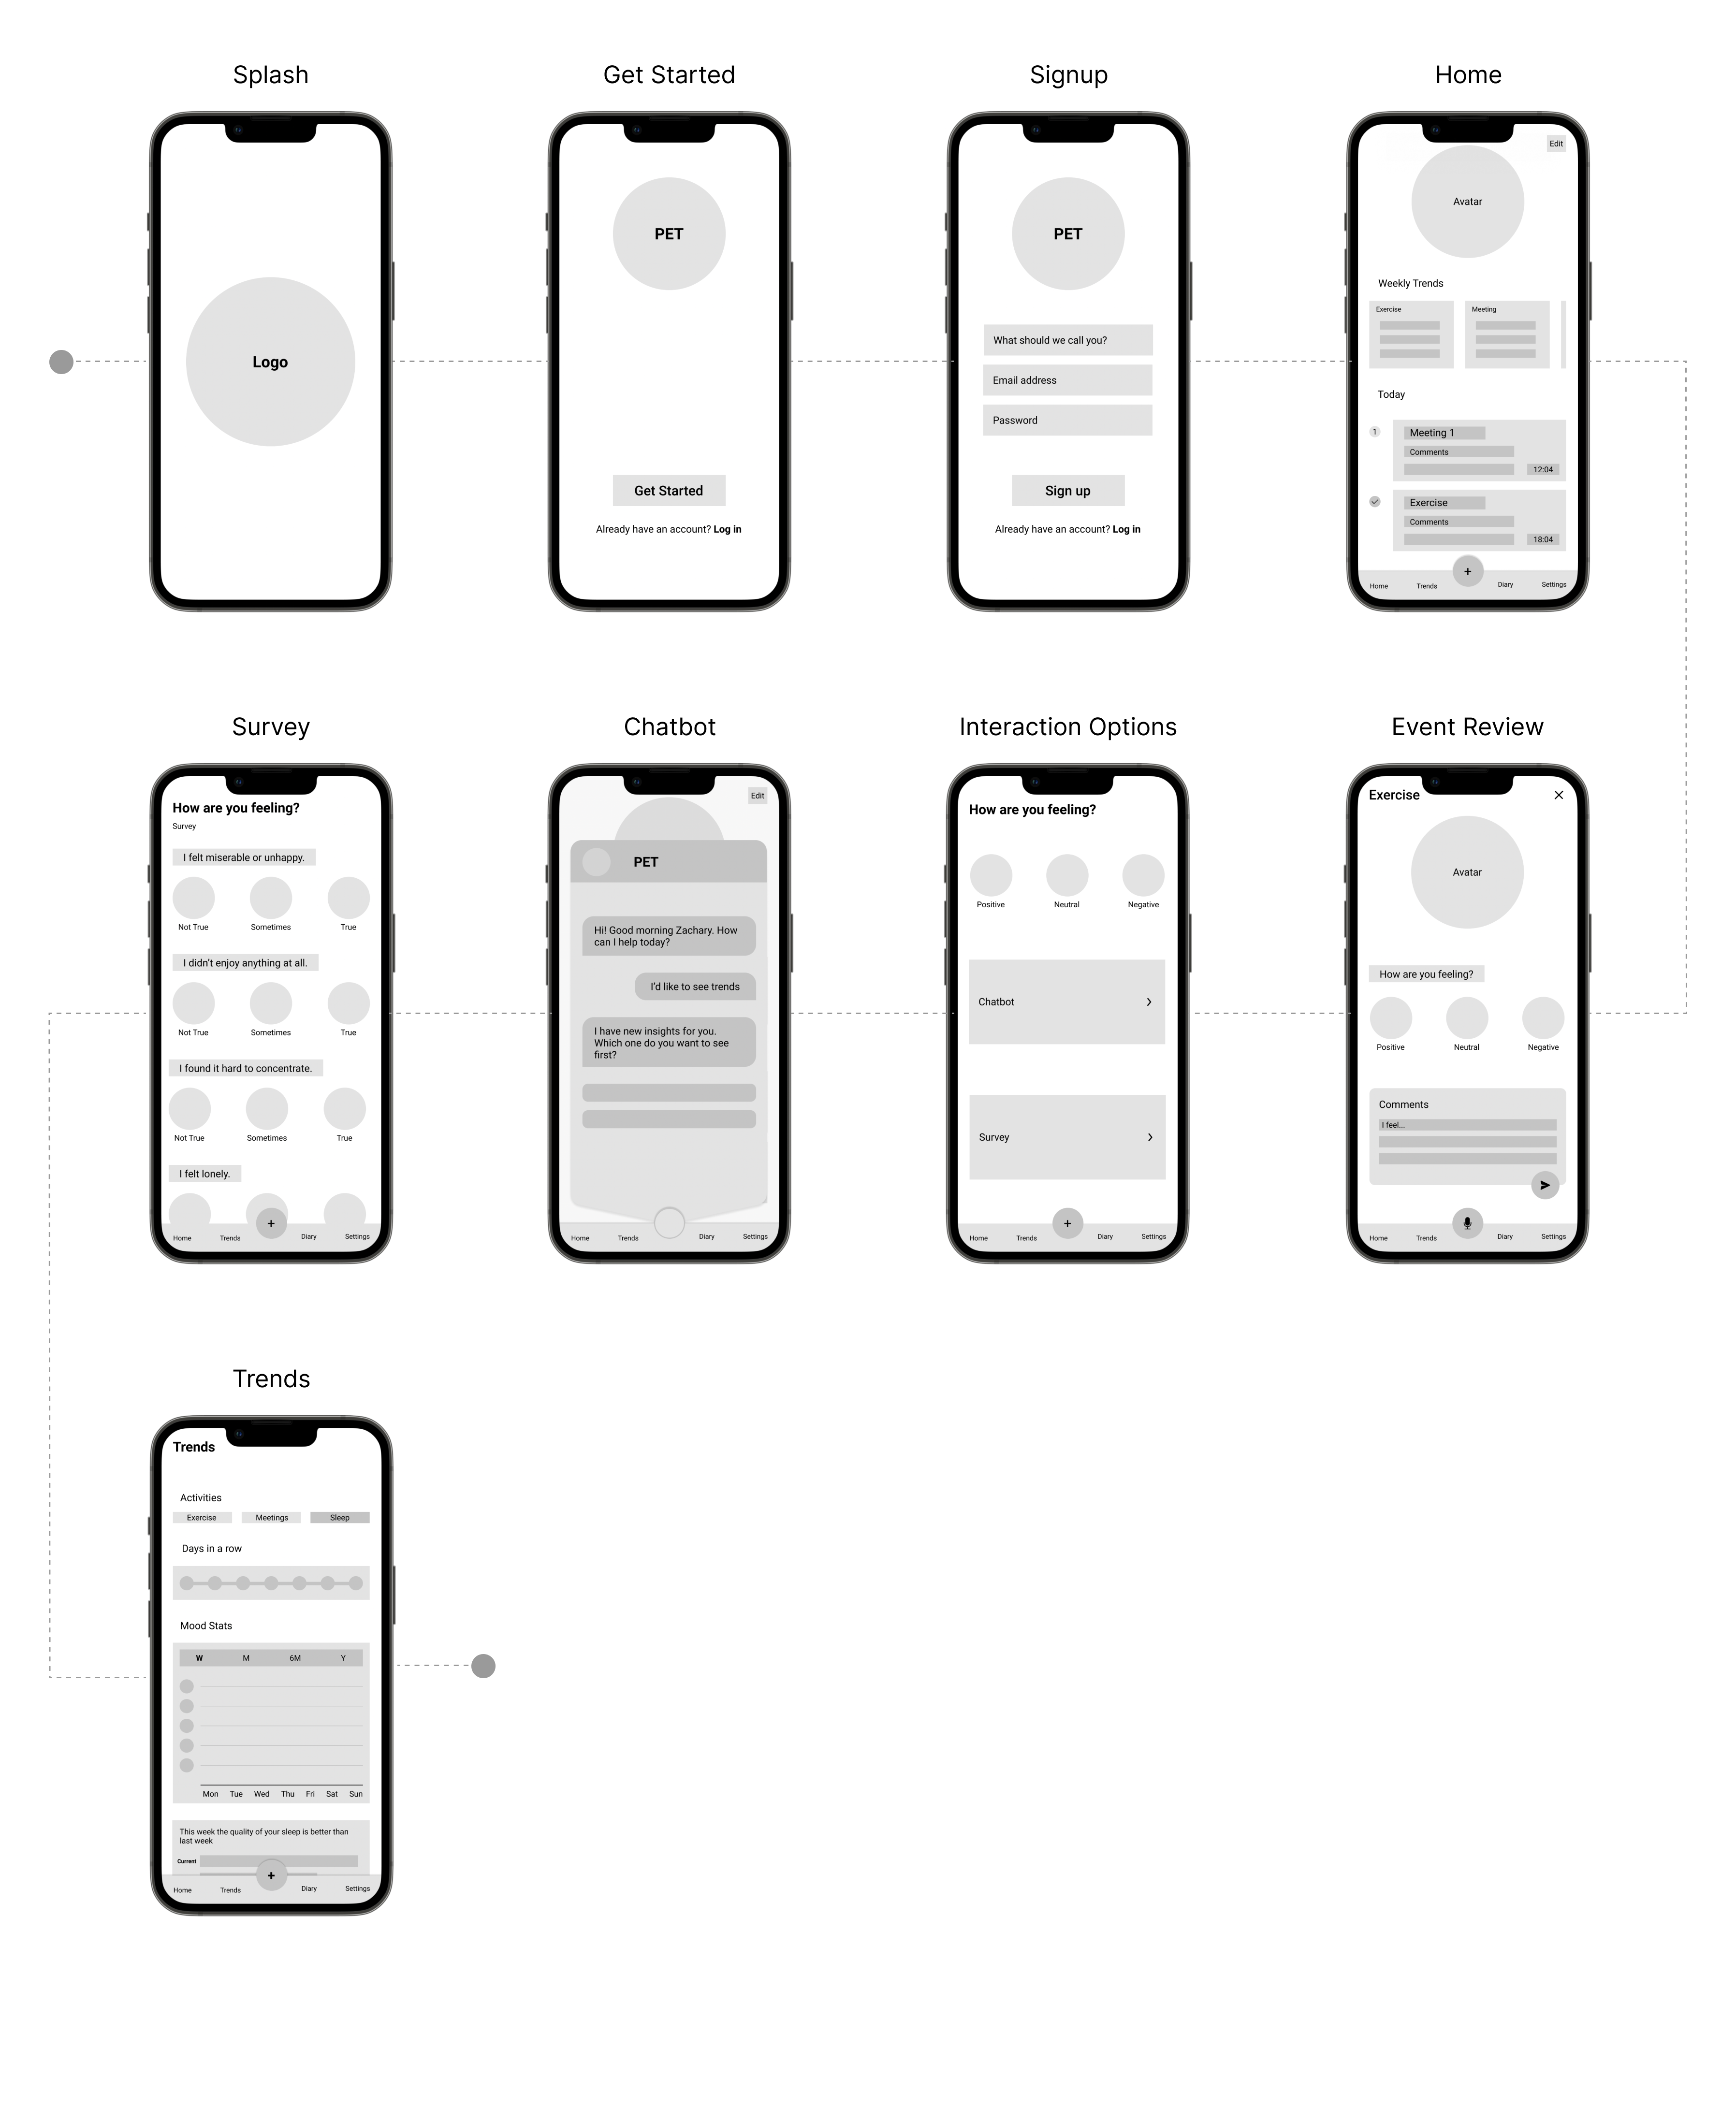 Splash
Get Started
Signup
Home
Logo
PET
Get Started
Already have an account? Log in
PET
What should we call you?
Email address
Password
Sign up
Already have an account? Log in
Edit
Avatar
Weekly Trends
Exercise
Meeting
Today
1
Meeting 1
Comments
12:04
Exercise
Comments
18:04
+
Home
Trends
Diary
Settings
Survey
Chatbot
Interaction Options
Event Review
How are you feeling?
Survey
I felt miserable or unhappy.
Not True
Sometimes
True
I didn't enjoy anything at all.
Not True
Sometimes
True
I found it hard to concentrate.
Not True
Sometimes
True
I felt lonely.
+
Home
Trends
Diary
Settings
Edit
PET
Hi! Good morning Zachary. How
can I help today?
I'd like to see trends
I have new insights for you.
Which one do you want to see
first?
Home
Trends
Diary
Settings
How are you feeling?
Positive
Neutral
Negative
Chatbot
Survey
+
Home
Trends
Diary
Settings
Exercise
Avatar
How are you feeling?
Positive
Neutral
Negative
Comments
I feel...
Home
Trends
Diary
Settings
Trends
Trends
Activities
Exercise
Meetings
Sleep
Days in a row
Mood Stats
W
M
6M
Y
Mon
Tue
Wed
Thu
Fri
Sat
Sun
This week the quality of your sleep is better than
last week
Current
+
Home
Trends
Diary
Settings